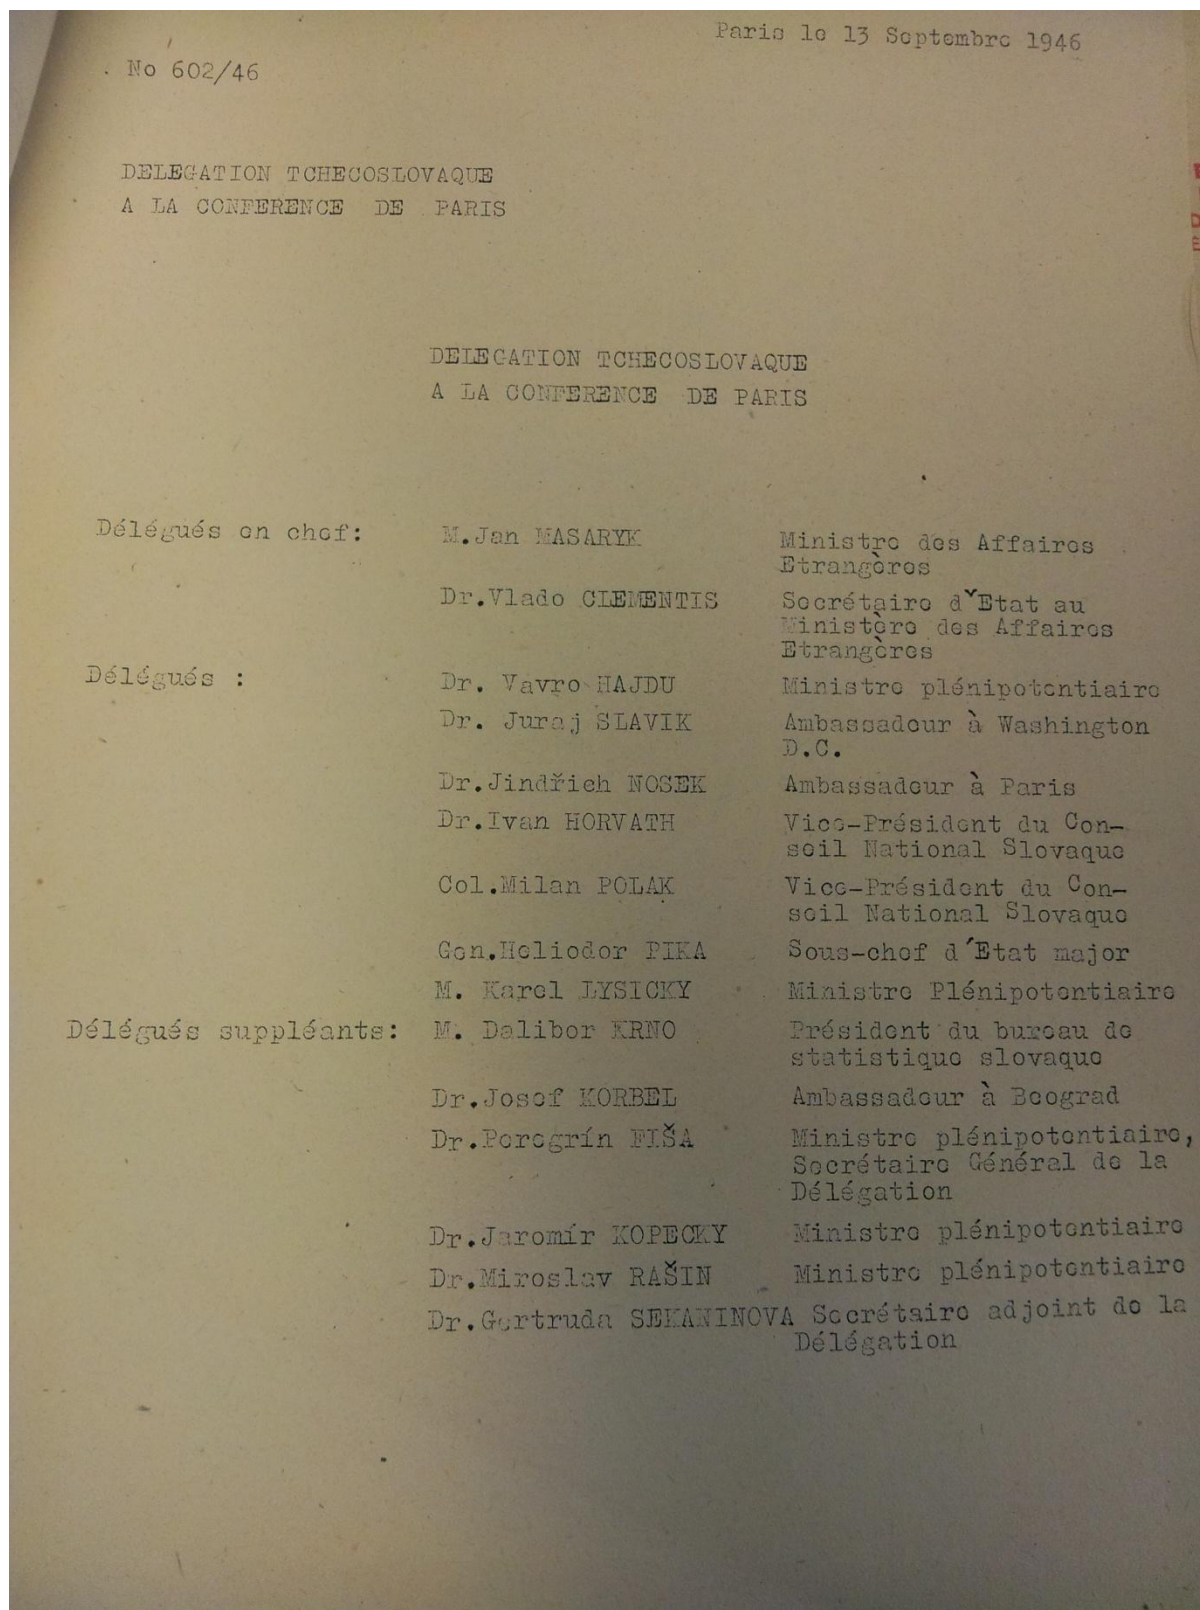 Paris le 13 Septembre 1946
No 602/46
DELEGATION TCHECOSLOVAQUE
A LA CONFERENCE DE PARIS
DELEGATION TCHECOSLOVAQUE
A LA CONFERENCE DE PARIS
Délégués en chef: M.Jan MASARYK Ministre des Affaires
Etrangères
Dr.Vlado CLEMENTIS Secrétaire dˇEtat au
Ministère des Affaires
Etrangères
Délégués : Dr. Vavro HAJDU Ministre plénipotentiaire
Dr. Juraj SLAVIK Ambassadeur à Washington
D.C.
Dr.Jindřich NOSEK Ambassadeur à Paris
Dr.Ivan HORVATH Vice-Président du Con-
seil National Slovaque
Col.Milan POLAK Vice-Président du Con-
seil National Slovaque
Gen.Heliodor PIKA Sous-chef d´Etat major
M. Karel LYSICKY Ministre Plénipotentiaire
Délégués suppléants: M. Dalibor KRNO Président du bureau de
statistique slovaque
Dr.Josef KORBEL Ambassadeur à Beograd
Dr.Peregrín FIŠA Ministre plénipotentiaire,
Secrétaire Général de la
Délégation
Dr.Jaromír KOPECKY Ministre plénipotentiaire
Dr.Miroslav RAŠIN Ministre plénipotentiaire
Dr.Gertruda SEKANINOVA Secrétaire adjoint de la
Délégation